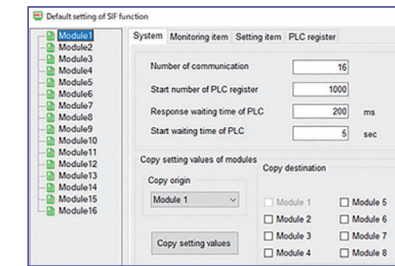 Default setting of SIF function
Module1
Module2
Module3
Module4
Module5
Module6
Module7
Module8
Module9
Module10
Module11
Module12
Module13
Module14
Module15
Module16
System Monitoring item Setting item PLC register
Number of communication 16
Start number of PLC register 1000
Response waiting time of PLC 200 ms
Start waiting time of PLC 5 sec
Copy setting values of modules
Copy origin
Module 1
Copy setting values
Copy destination
Module 1 Module 5
Module 2 Module 6
Module 3 Module 7
Module 4 Module 8